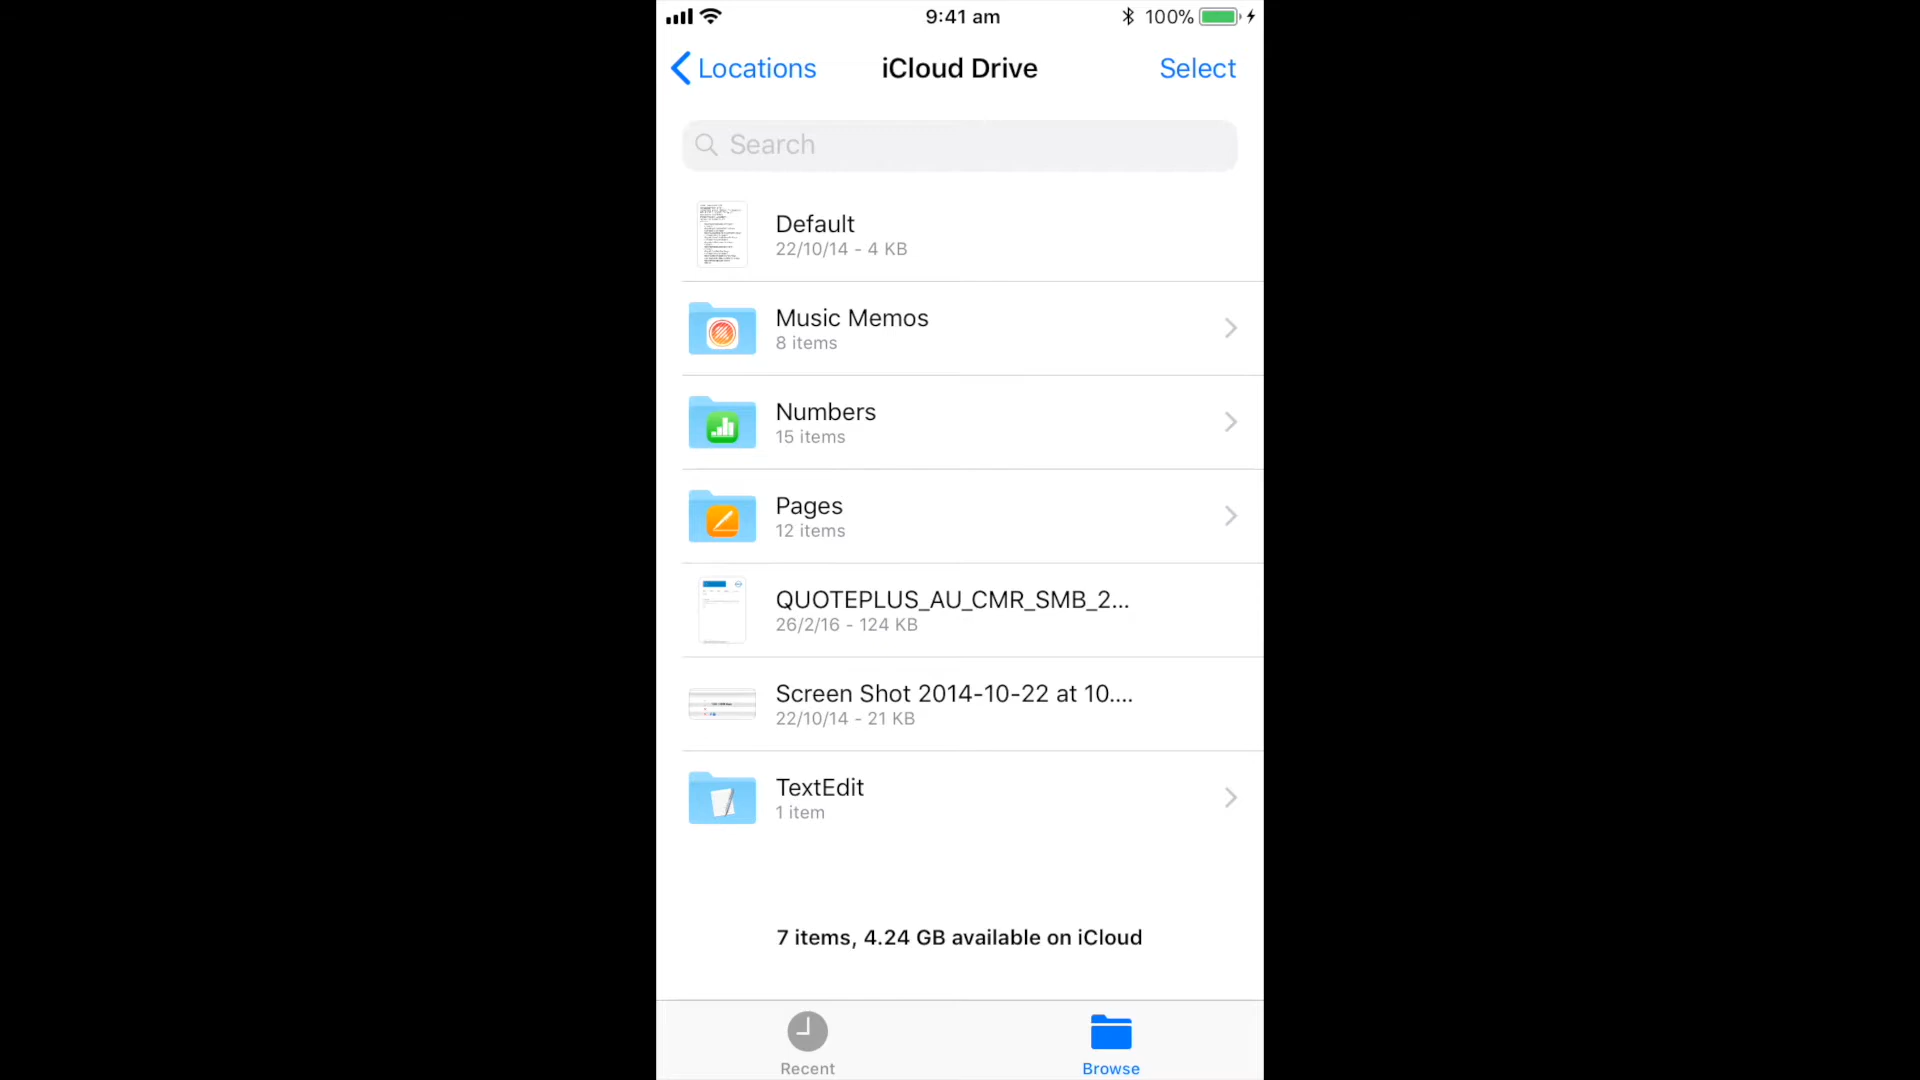 9:41 am
100%
Locations
iCloud Drive
Select
Search
Default
22/10/14 - 4 KB
Music Memos
8 items
Numbers
15 items
Pages
12 items
QUOTEPLUS_AU_CMR_SMB_2...
26/2/16 - 124 KB
Screen Shot 2014-10-22 at 10....
22/10/14 - 21 KB
TextEdit
1 item
7 items, 4.24 GB available on iCloud
Recent
Browse